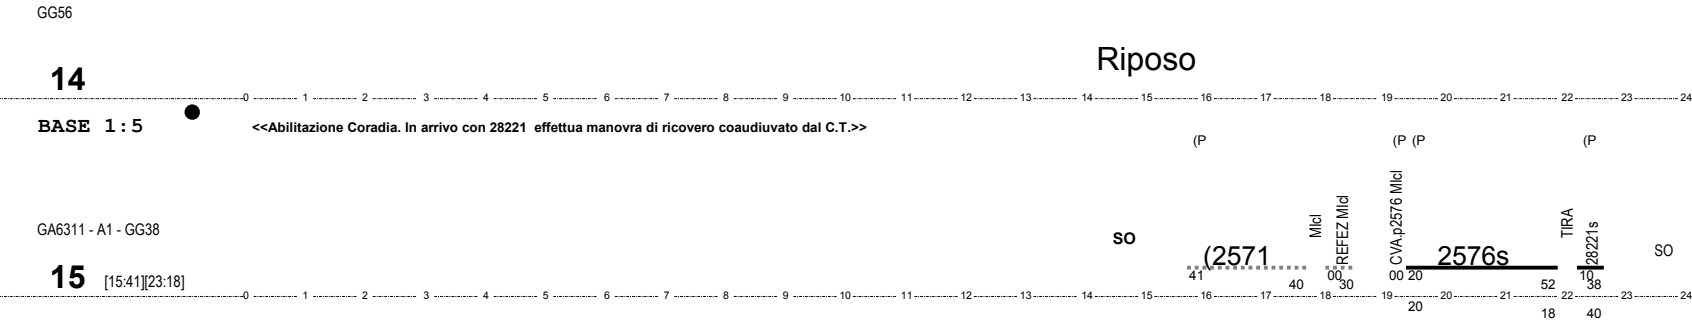 GG56
Riposo
14
0 1 2 3 4 5 6 7 8 9 10 11 12 13 14 15 16 17 18 19 20 21 22 23 24
BASE 1:5 ● <<Abilitazione Coradia. In arrivo con 28221 effettua manovra di ricovero coaudiuvato dal C.T.>>
(P (P (P (P
MIcl REFEZ MIcl CVA.p2576 MIcl TIRA 28221s
GA6311 - A1 - GG38
SO (2571 2576s SO
15 [15:41][23:18]
41 40 00 30 00 20 52 10 38
0 1 2 3 4 5 6 7 8 9 10 11 12 13 14 15 16 17 18 19 20 21 22 23 24
20 18 40